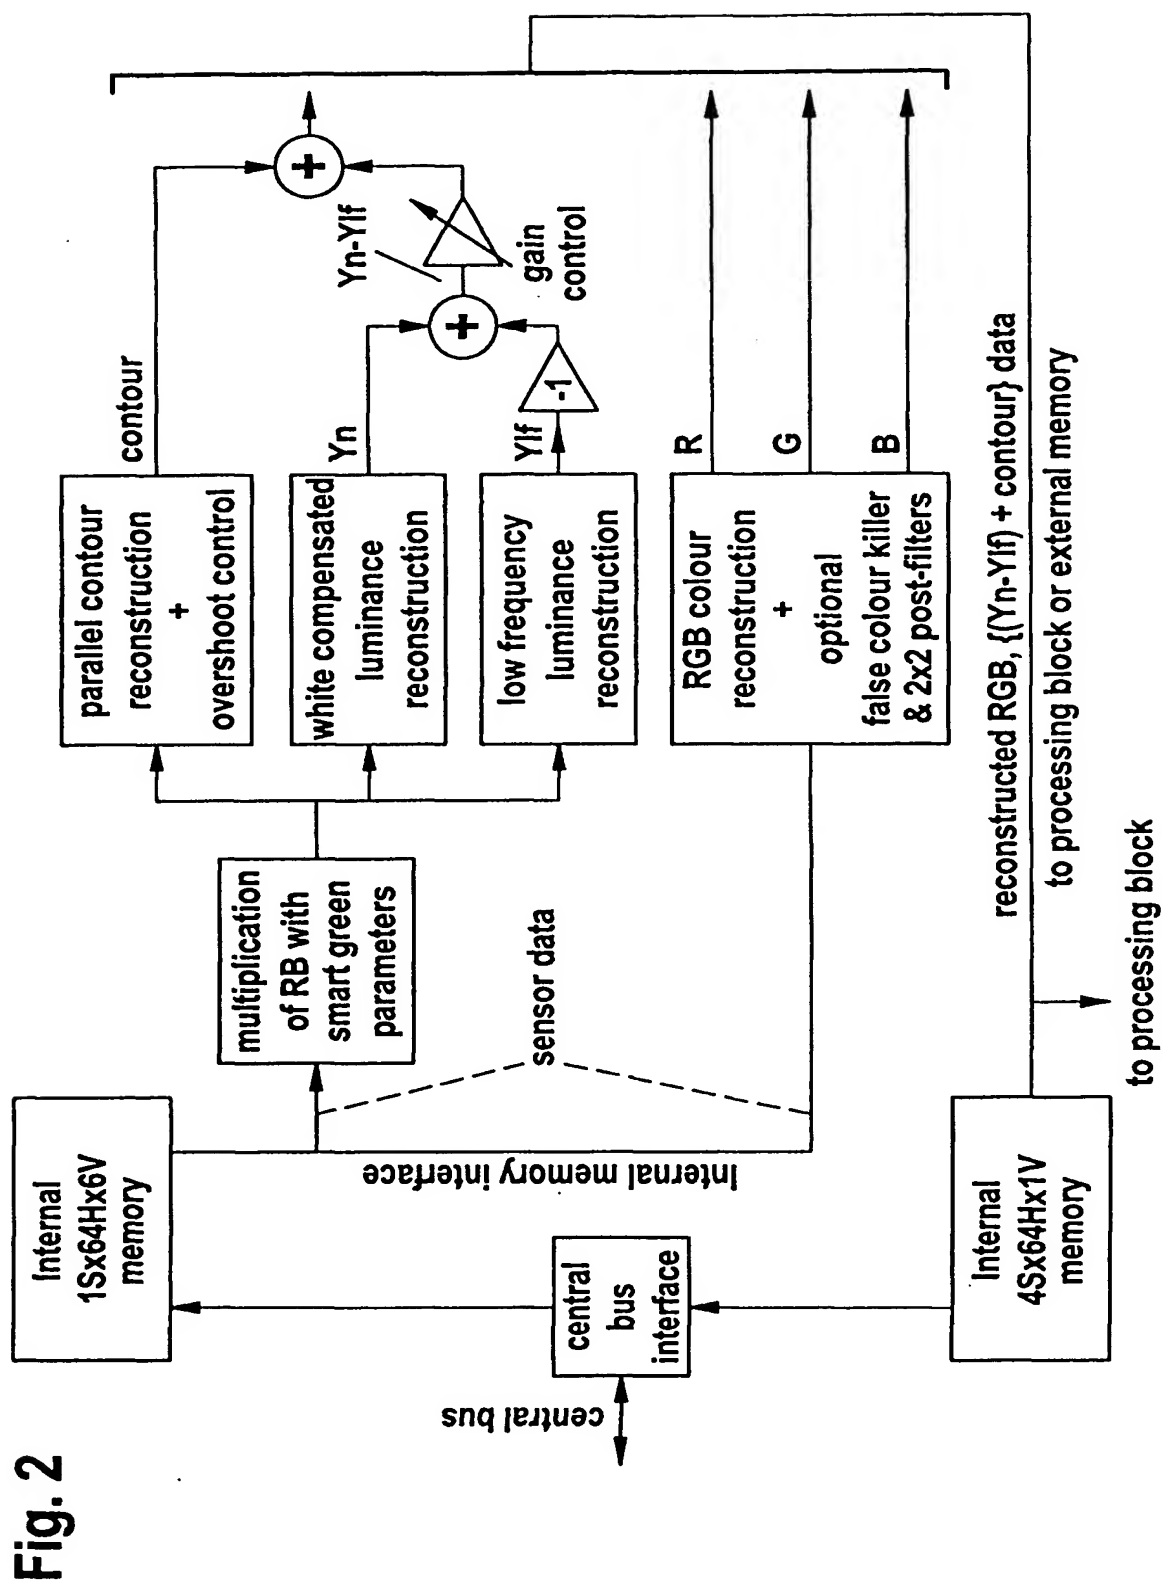 Fig. 2
central bus
central
bus
interface
Internal
1Sx64Hx6V
memory
Internal memory interface
sensor data
multiplication
of RB with
smart green
parameters
parallel contour
reconstruction
+
overshoot control
contour
white compensated
luminance
reconstruction
Yn
low frequency
luminance
reconstruction
Ylf
-1
+
Yn-Ylf
gain
control
+
RGB colour
reconstruction
+
optional
false colour killer
& 2x2 post-filters
R
G
B
Internal
4Sx64Hx1V
memory
reconstructed RGB, {(Yn-Ylf) + contour} data
to processing block or external memory
to processing block